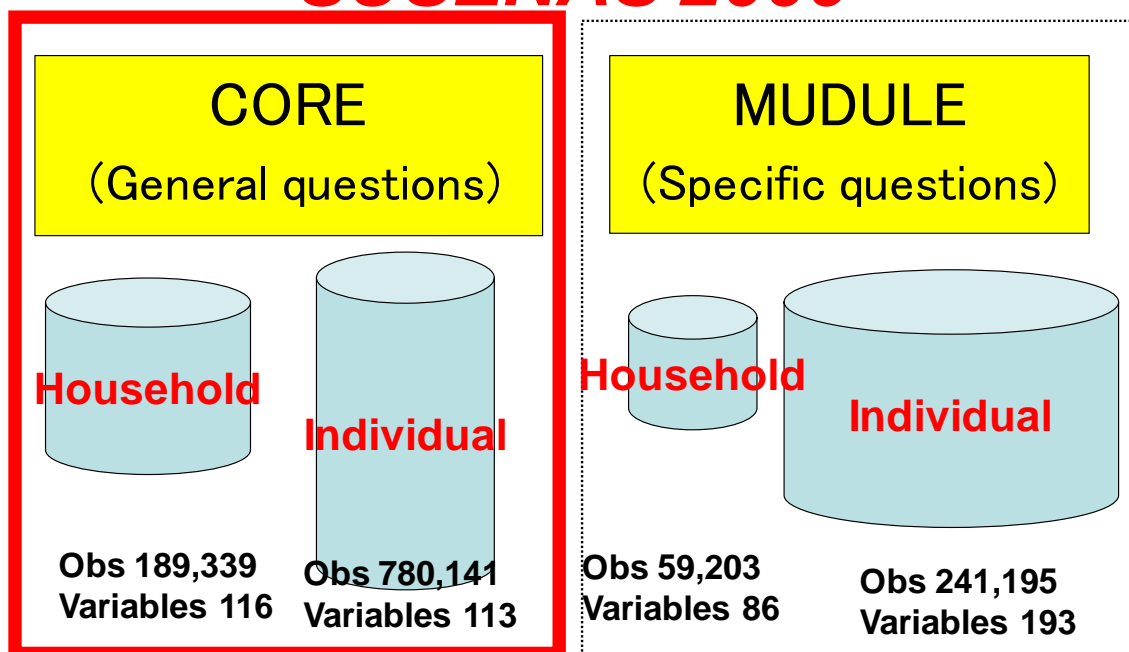 CORE
(General questions)
Household
Individual
Obs 189,339
Variables 116
Obs 780,141
Variables 113
MUDULE
(Specific questions)
Household
Individual
Obs 59,203
Variables 86
Obs 241,195
Variables 193